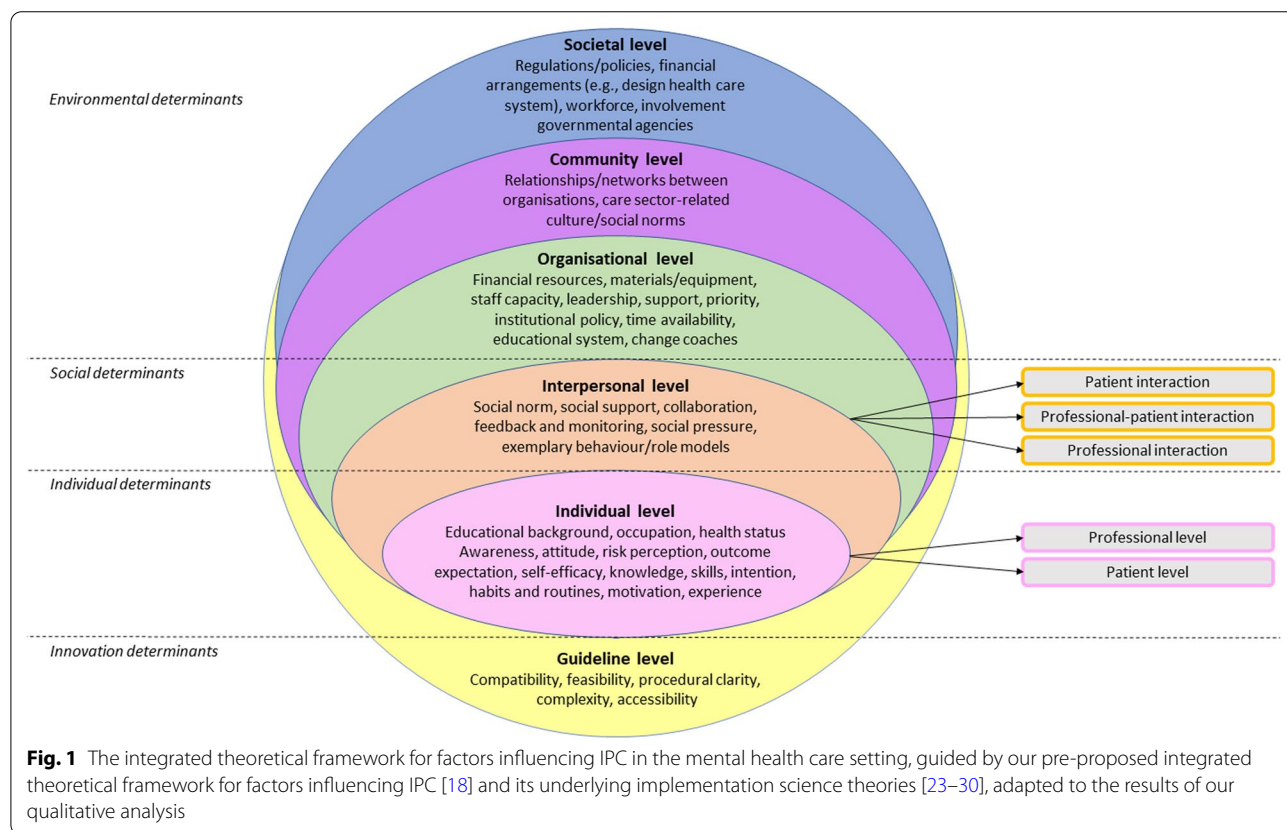 Societal level
Regulations/policies, financial
arrangements (e.g., design health care
system), workforce, involvement
governmental agencies
Environmental determinants
Community level
Relationships/networks between
organisations, care sector-related
culture/social norms
Organisational level
Financial resources, materials/equipment,
staff capacity, leadership, support, priority,
institutional policy, time availability,
educational system, change coaches
Social determinants
Interpersonal level
Social norm, social support, collaboration,
feedback and monitoring, social pressure,
exemplary behaviour/role models
Patient interaction
Professional-patient interaction
Professional interaction
Individual determinants
Individual level
Educational background, occupation, health status
Awareness, attitude, risk perception, outcome
expectation, self-efficacy, knowledge, skills, intention,
habits and routines, motivation, experience
Professional level
Patient level
Innovation determinants
Guideline level
Compatibility, feasibility, procedural clarity,
complexity, accessibility
Fig. 1 The integrated theoretical framework for factors influencing IPC in the mental health care setting, guided by our pre-proposed integrated
theoretical framework for factors influencing IPC [18] and its underlying implementation science theories [23–30], adapted to the results of our
qualitative analysis